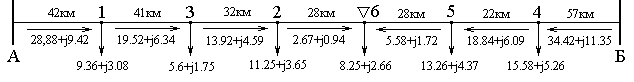 42км 41км 32км 28км 28км 22км 57км
1 3 2 ▽6 5 4
28,88+j9.42 19.52+j6.34 13.92+j4.59 2.67+j0.94 5.58+j1.72 18.84+j6.09 34.42+j11.35
А Б
9.36+j3.08 5.6+j1.75 11.25+j3.65 8.25+j2.66 13.26+j4.37 15.58+j5.26